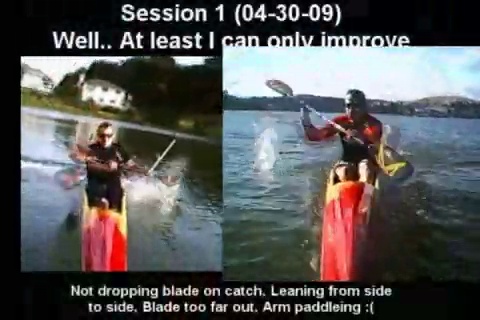 Session 1 (04-30-09)
Well.. At least I can only improve
Not dropping blade on catch. Leaning from side
to side. Blade too far out. Arm paddleing :(